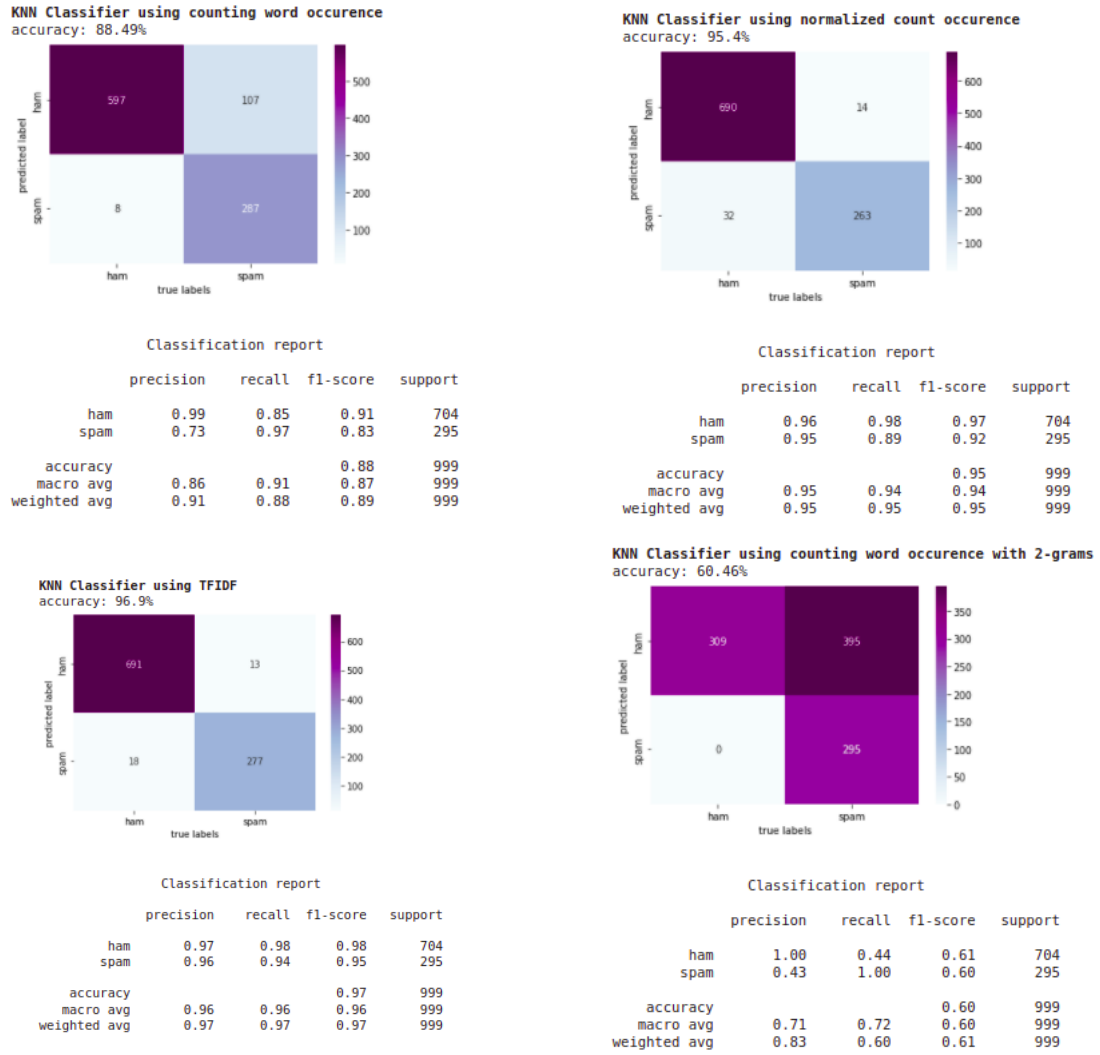 KNN Classifier using counting word occurence
accuracy: 88.49%
597 107
8 287
ham
spam
predicted label
500
400
300
200
100
ham spam
true labels
Classification report
precision recall f1-score support
ham 0.99 0.85 0.91 704
spam 0.73 0.97 0.83 295
accuracy 0.88 999
macro avg 0.86 0.91 0.87 999
weighted avg 0.91 0.88 0.89 999
KNN Classifier using normalized count occurence
accuracy: 95.4%
690 14
32 263
ham
spam
predicted label
600
500
400
300
200
100
ham spam
true labels
Classification report
precision recall f1-score support
ham 0.96 0.98 0.97 704
spam 0.95 0.89 0.92 295
accuracy 0.95 999
macro avg 0.95 0.94 0.94 999
weighted avg 0.95 0.95 0.95 999
KNN Classifier using TFIDF
accuracy: 96.9%
691 13
18 277
ham
spam
predicted label
600
500
400
300
200
100
ham spam
true labels
Classification report
precision recall f1-score support
ham 0.97 0.98 0.98 704
spam 0.96 0.94 0.95 295
accuracy 0.97 999
macro avg 0.96 0.96 0.96 999
weighted avg 0.97 0.97 0.97 999
KNN Classifier using counting word occurence with 2-grams
accuracy: 60.46%
309 395
0 295
ham
spam
predicted label
350
300
250
200
150
100
50
0
ham spam
true labels
Classification report
precision recall f1-score support
ham 1.00 0.44 0.61 704
spam 0.43 1.00 0.60 295
accuracy 0.60 999
macro avg 0.71 0.72 0.60 999
weighted avg 0.83 0.60 0.61 999